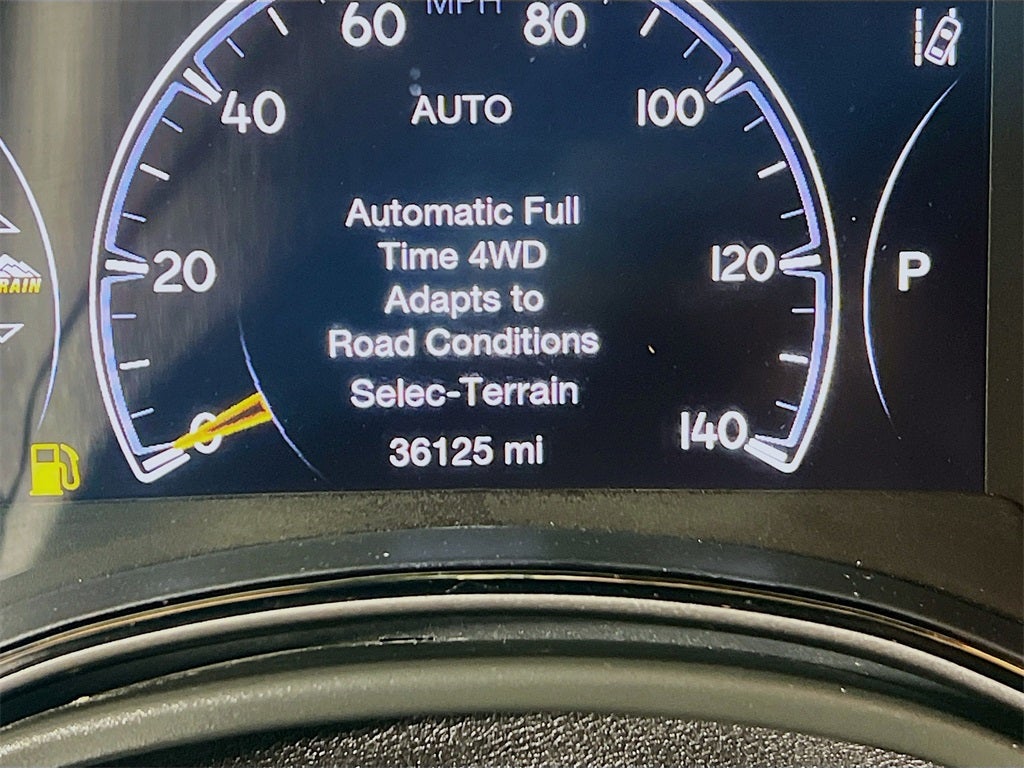 MPH
60
80
40
100
AUTO
Automatic Full
Time 4WD
20
120
P
Adapts to
RAIN
Road Conditions
Selec-Terrain
0
140
36125 mi